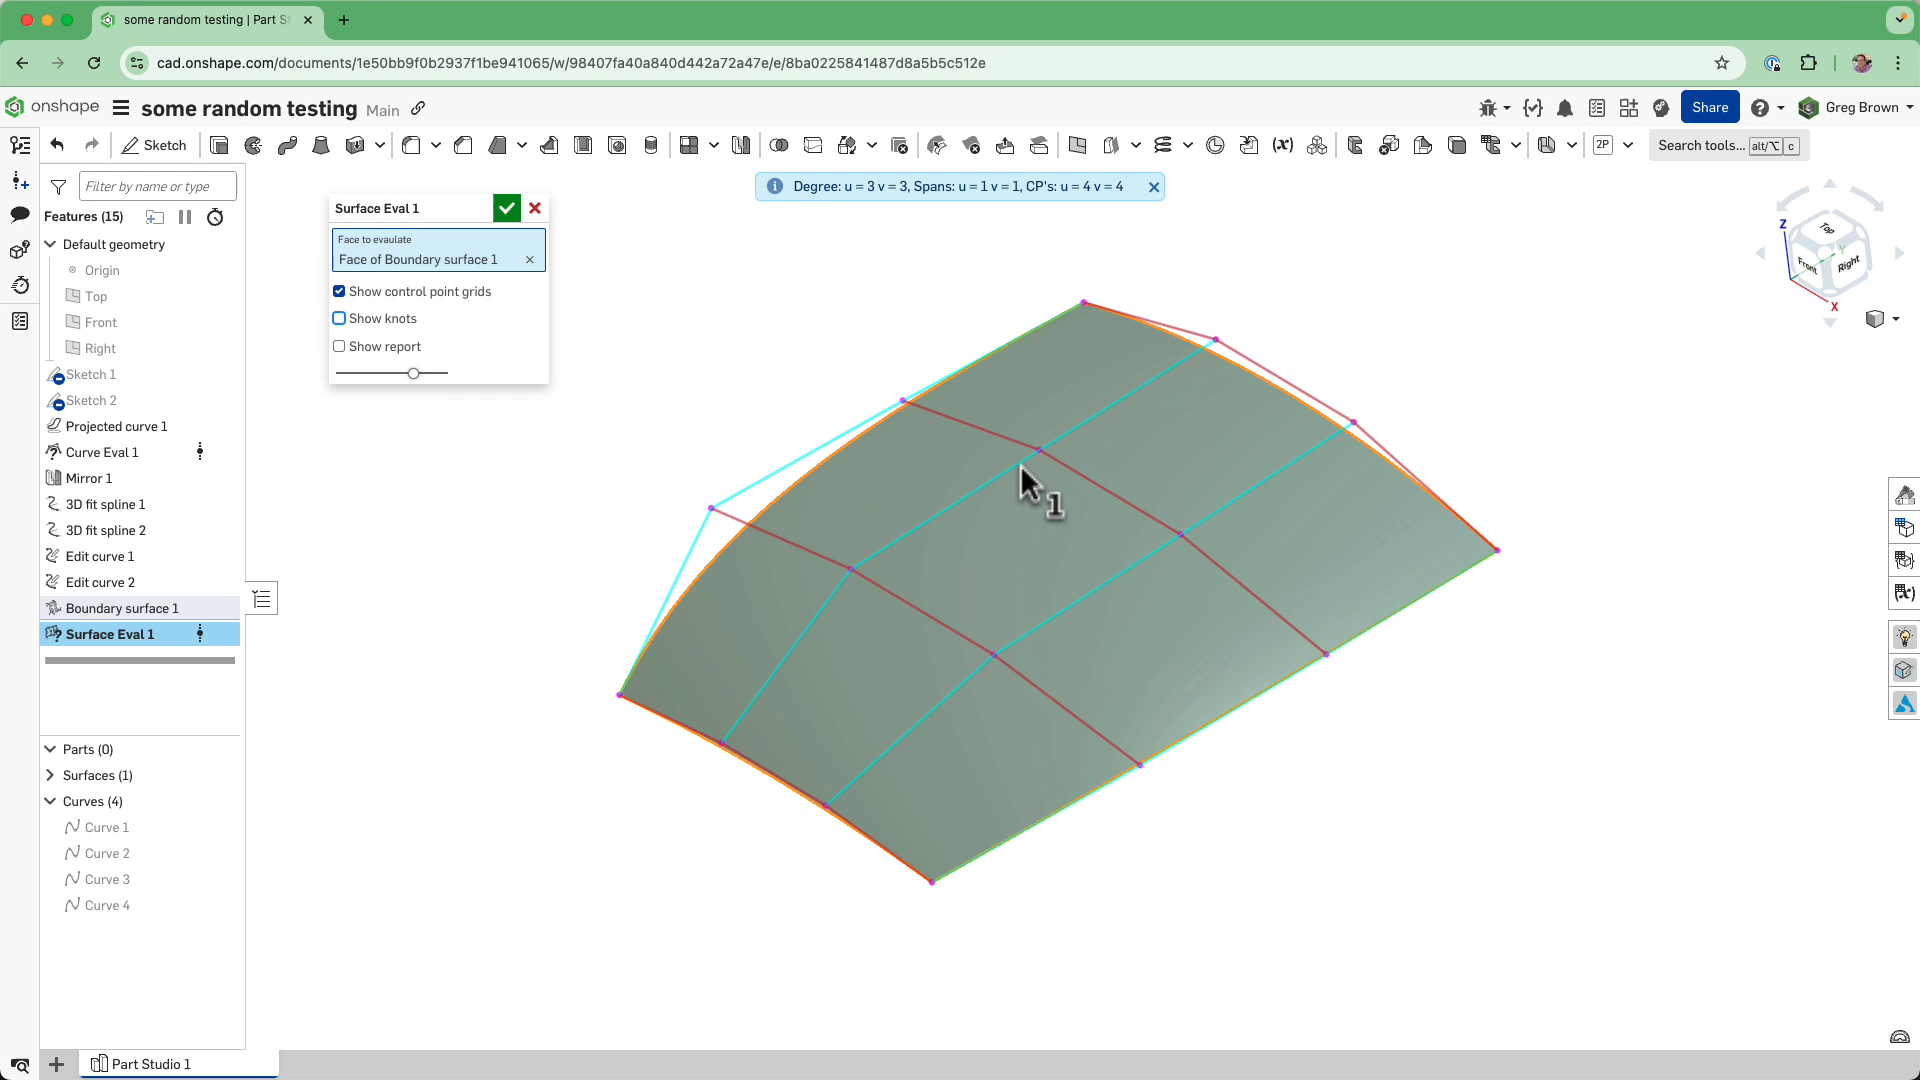 some random testing | Part S
cad.onshape.com/documents/1e50bb9f0b2937f1be941065/w/98407fa40a840d442a72a47e/e/8ba0225841487d8a5b5c512e
onshape
some random testing
Main
Share
Greg Brown
Sketch
(x)
2P
Search tools... alt/⌥ c
Filter by name or type
Features (15)
Default geometry
Origin
Top
Front
Right
Sketch 1
Sketch 2
Projected curve 1
Curve Eval 1
Mirror 1
3D fit spline 1
3D fit spline 2
Edit curve 1
Edit curve 2
Boundary surface 1
Surface Eval 1
Parts (0)
Surfaces (1)
Curves (4)
Curve 1
Curve 2
Curve 3
Curve 4
Surface Eval 1
Face to evaulate
Face of Boundary surface 1
Show control point grids
Show knots
Show report
Degree: u = 3 v = 3, Spans: u = 1 v = 1, CP's: u = 4 v = 4
1
Z
Top
Y
Front
Right
X
(x)
Part Studio 1